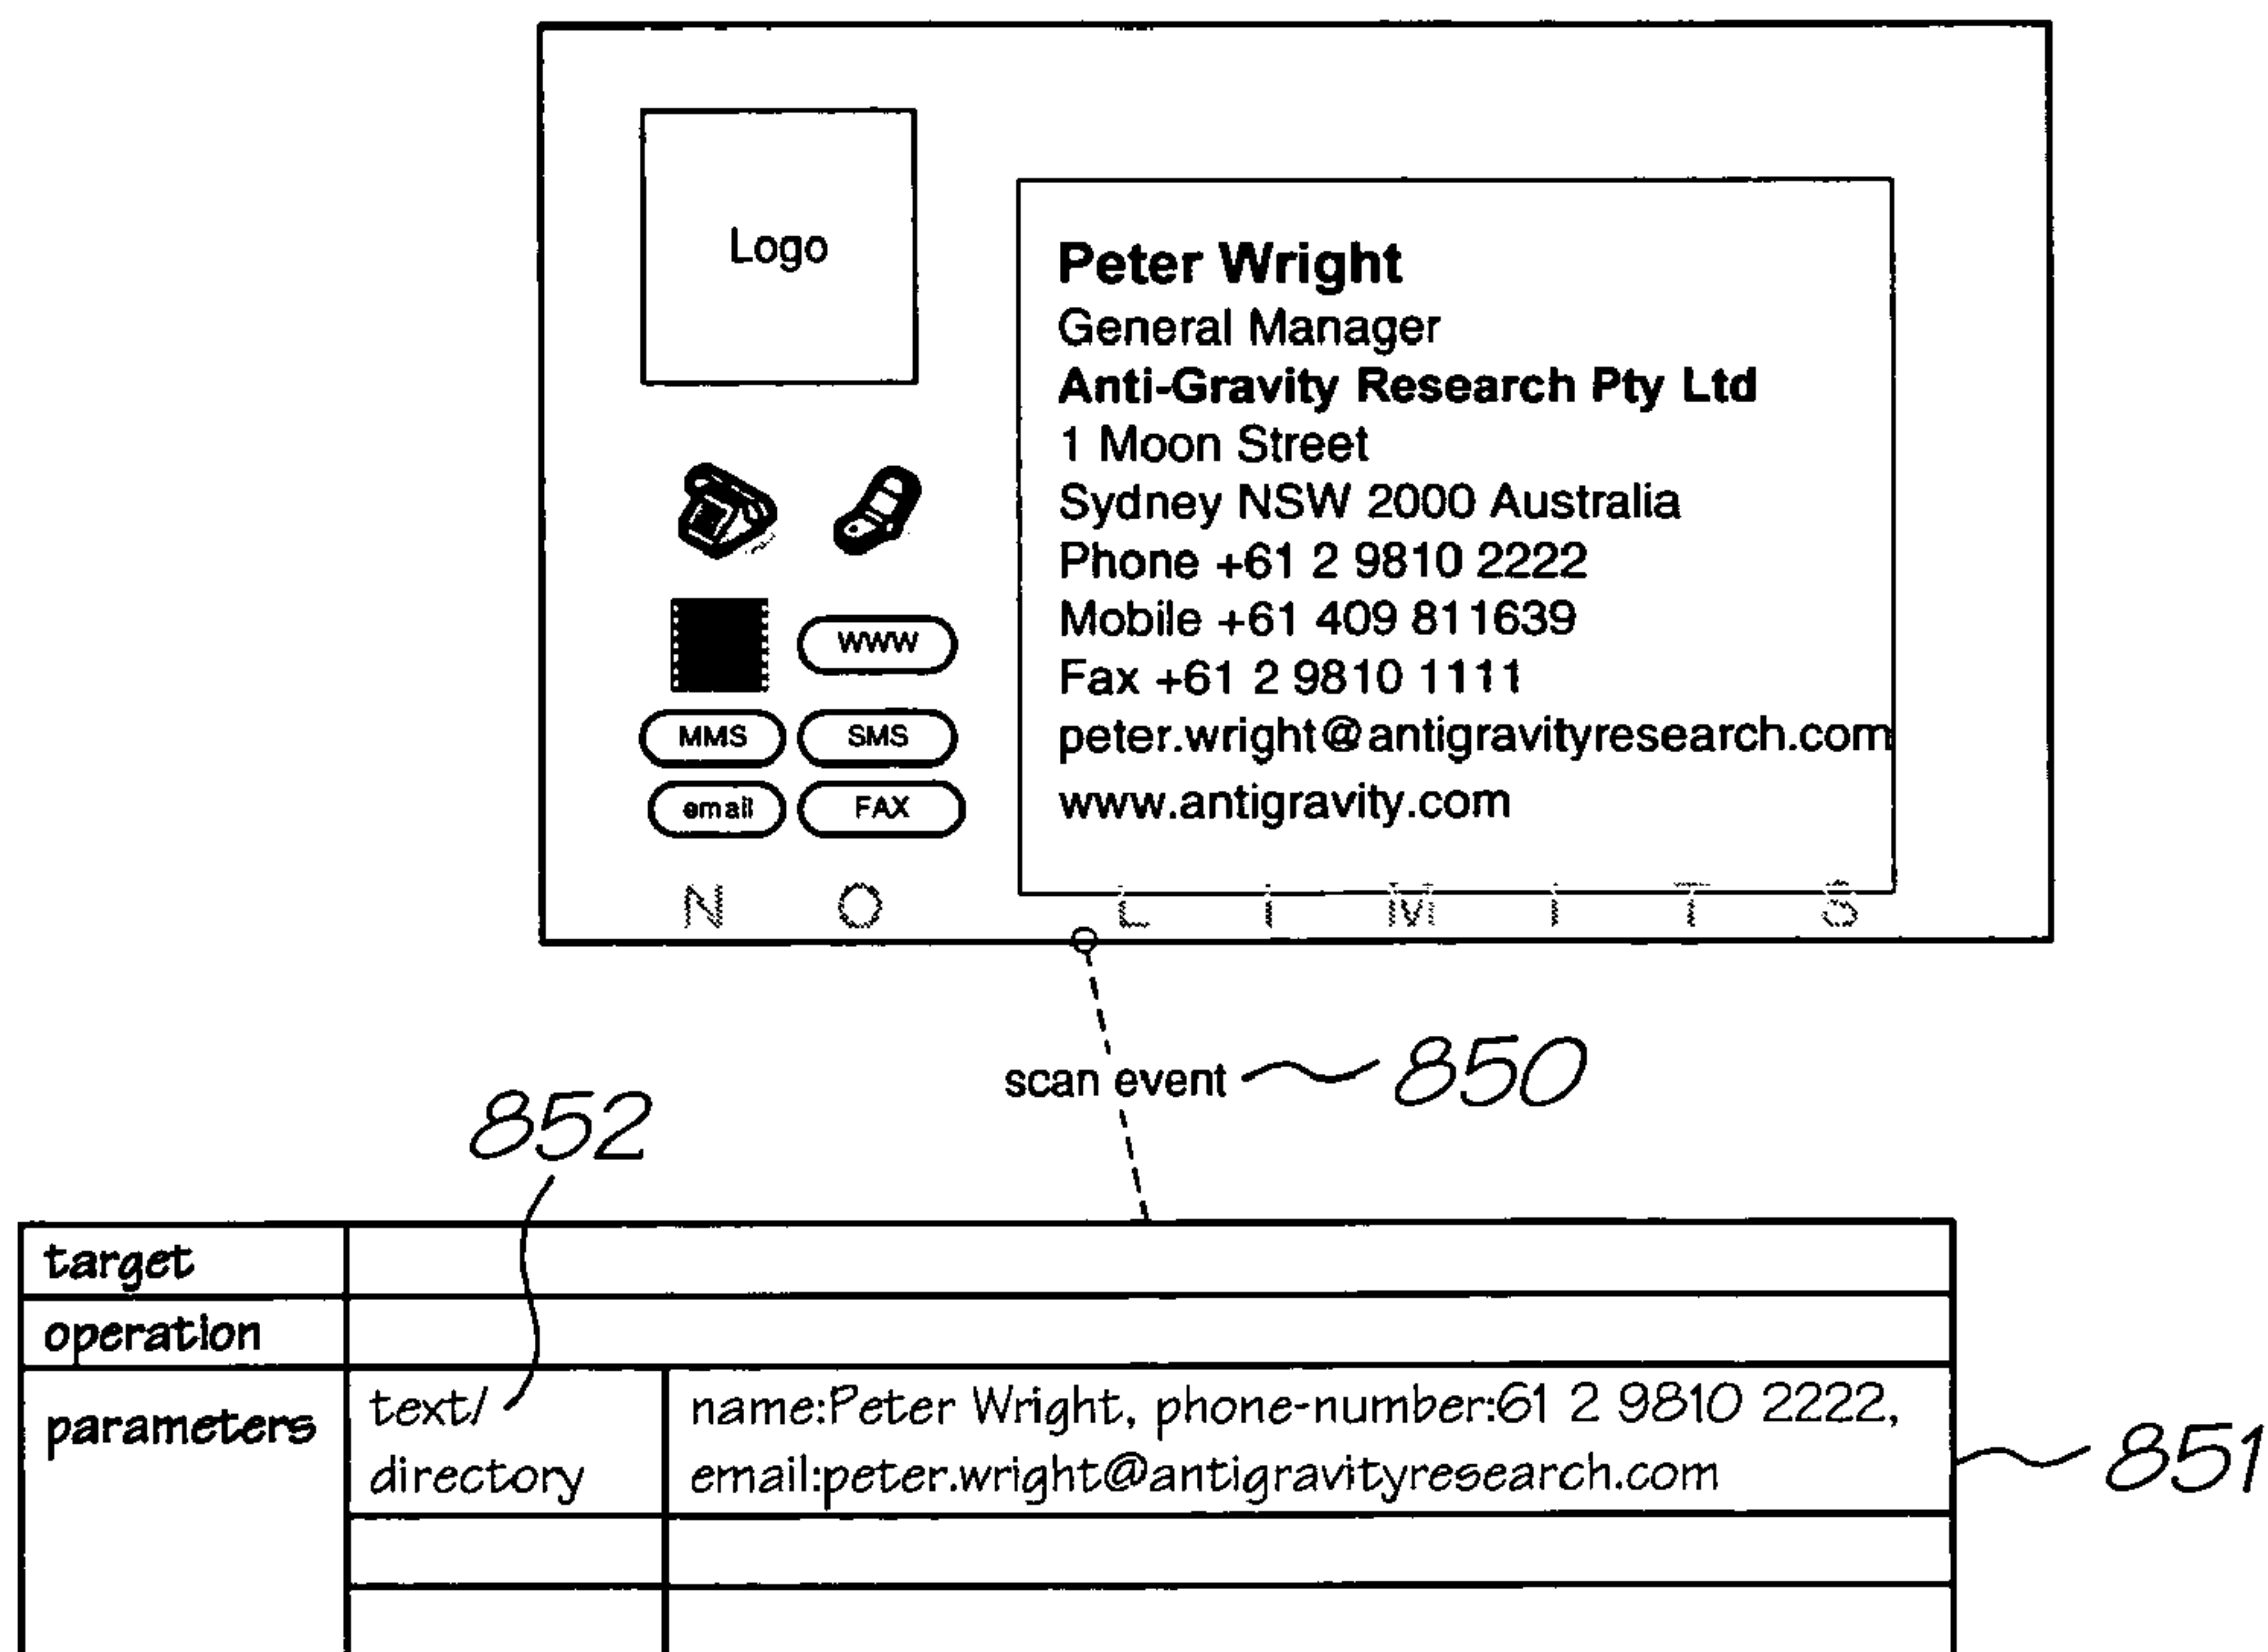 Logo
Peter Wright
General Manager
Anti-Gravity Research Pty Ltd
1 Moon Street
Sydney NSW 2000 Australia
Phone +61 2 9810 2222
Mobile +61 409 811639
Fax +61 2 9810 1111
peter.wright@antigravityresearch.com
www.antigravity.com
WWW
MMS SMS
email FAX
N O L I M I T S
scan event 850
852
target
operation
parameters text/ name:Peter Wright, phone-number:61 2 9810 2222,
directory email:peter.wright@antigravityresearch.com
851